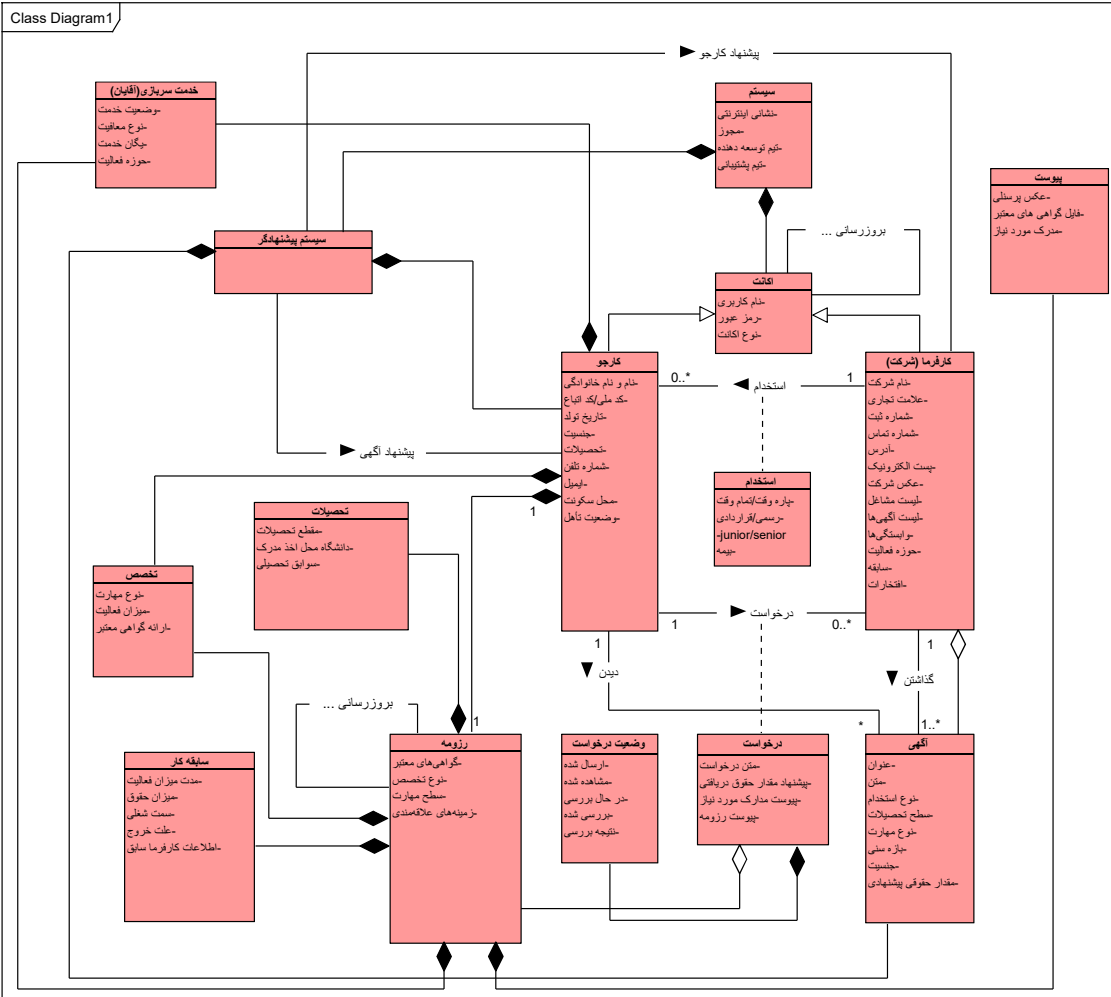 Class Diagram1
پیشنهاد کارجو
خدمت سربازی(آقایان)
-وضعیت خدمت
-نوع معافیت
-یگان خدمت
-حوزه فعالیت
سیستم
-نشانی اینترنتی
-مجوز
-تیم توسعه دهنده
-تیم پشتیبانی
پیوست
-عکس پرسنلی
-فایل گواهی های معتبر
-مدرک مورد نیاز
سیستم پیشنهادگر
بروزرسانی ...
اکانت
-نام کاربری
-رمز عبور
-نوع اکانت
کارجو
-نام و نام خانوادگی
-کد ملی/کد اتباع
-تاریخ تولد
-جنسیت
-تحصیلات
-شماره تلفن
-ایمیل
-محل سکونت
-وضعیت تأهل
کارفرما (شرکت)
-نام شرکت
-علامت تجاری
-شماره ثبت
-شماره تماس
-آدرس
-پست الکترونیک
-عکس شرکت
-لیست مشاغل
-لیست آگهی‌ها
-وابستگی‌ها
-حوزه فعالیت
-سابقه
-افتخارات
0..*
استخدام
1
پیشنهاد آگهی
استخدام
-پاره وقت/تمام وقت
-رسمی/قراردادی
-junior/senior
-بیمه
1
تحصیلات
-مقطع تحصیلات
-دانشگاه محل اخذ مدرک
-سوابق تحصیلی
تخصص
-نوع مهارت
-میزان فعالیت
-ارائه گواهی معتبر
1
درخواست
0..*
1
دیدن
1
گذاشتن
*
1..*
بروزرسانی ...
1
رزومه
-گواهی‌های معتبر
-نوع تخصص
-سطح مهارت
-زمینه‌های علاقه‌مندی
وضعیت درخواست
-ارسال شده
-مشاهده شده
-در حال بررسی
-بررسی شده
-نتیجه بررسی
درخواست
-متن درخواست
-پیشنهاد مقدار حقوق دریافتی
-پیوست مدارک مورد نیاز
-پیوست رزومه
آگهی
-عنوان
-متن
-نوع استخدام
-سطح تحصیلات
-نوع مهارت
-بازه سنی
-جنسیت
-مقدار حقوقی پیشنهادی
سابقه کار
-مدت میزان فعالیت
-میزان حقوق
-سمت شغلی
-علت خروج
-اطلاعات کارفرما سابق